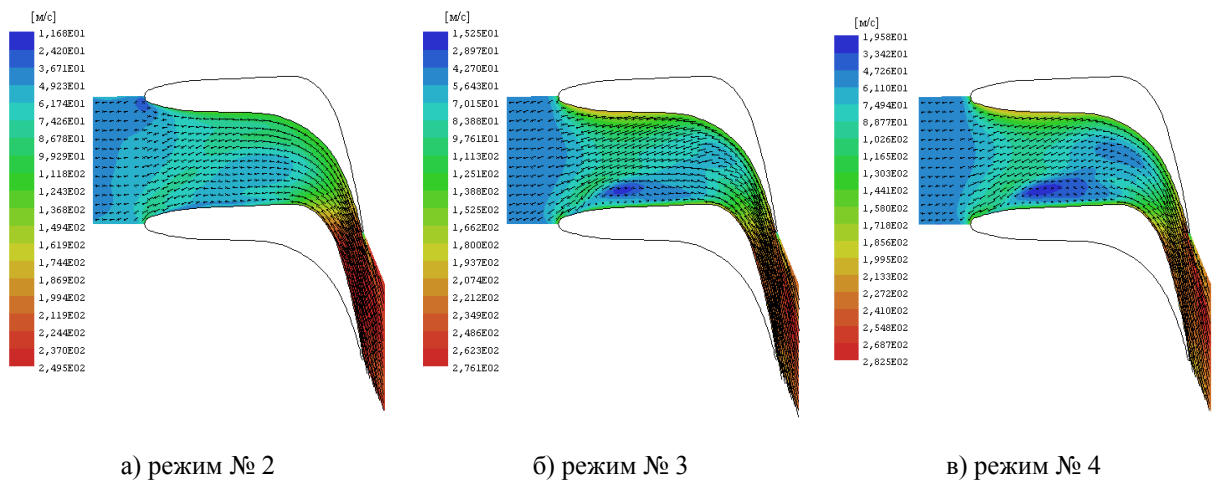 [м/с]
1,168E01
2,420E01
3,671E01
4,923E01
6,174E01
7,426E01
8,678E01
9,929E01
1,118E02
1,243E02
1,368E02
1,494E02
1,619E02
1,744E02
1,869E02
1,994E02
2,119E02
2,244E02
2,370E02
2,495E02
[м/с]
1,525E01
2,897E01
4,270E01
5,643E01
7,015E01
8,388E01
9,761E01
1,113E02
1,251E02
1,388E02
1,525E02
1,662E02
1,800E02
1,937E02
2,074E02
2,212E02
2,349E02
2,486E02
2,623E02
2,761E02
[м/с]
1,958E01
3,342E01
4,726E01
6,110E01
7,494E01
8,877E01
1,026E02
1,165E02
1,303E02
1,441E02
1,580E02
1,718E02
1,856E02
1,995E02
2,133E02
2,272E02
2,410E02
2,548E02
2,687E02
2,825E02
а) режим № 2
б) режим № 3
в) режим № 4